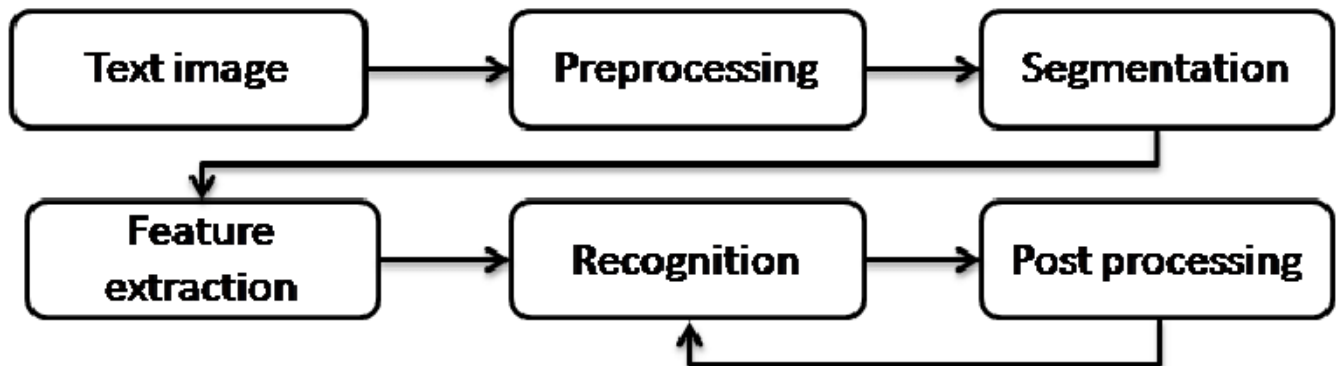 Text image
Preprocessing
Segmentation
Feature
extraction
Recognition
Post processing